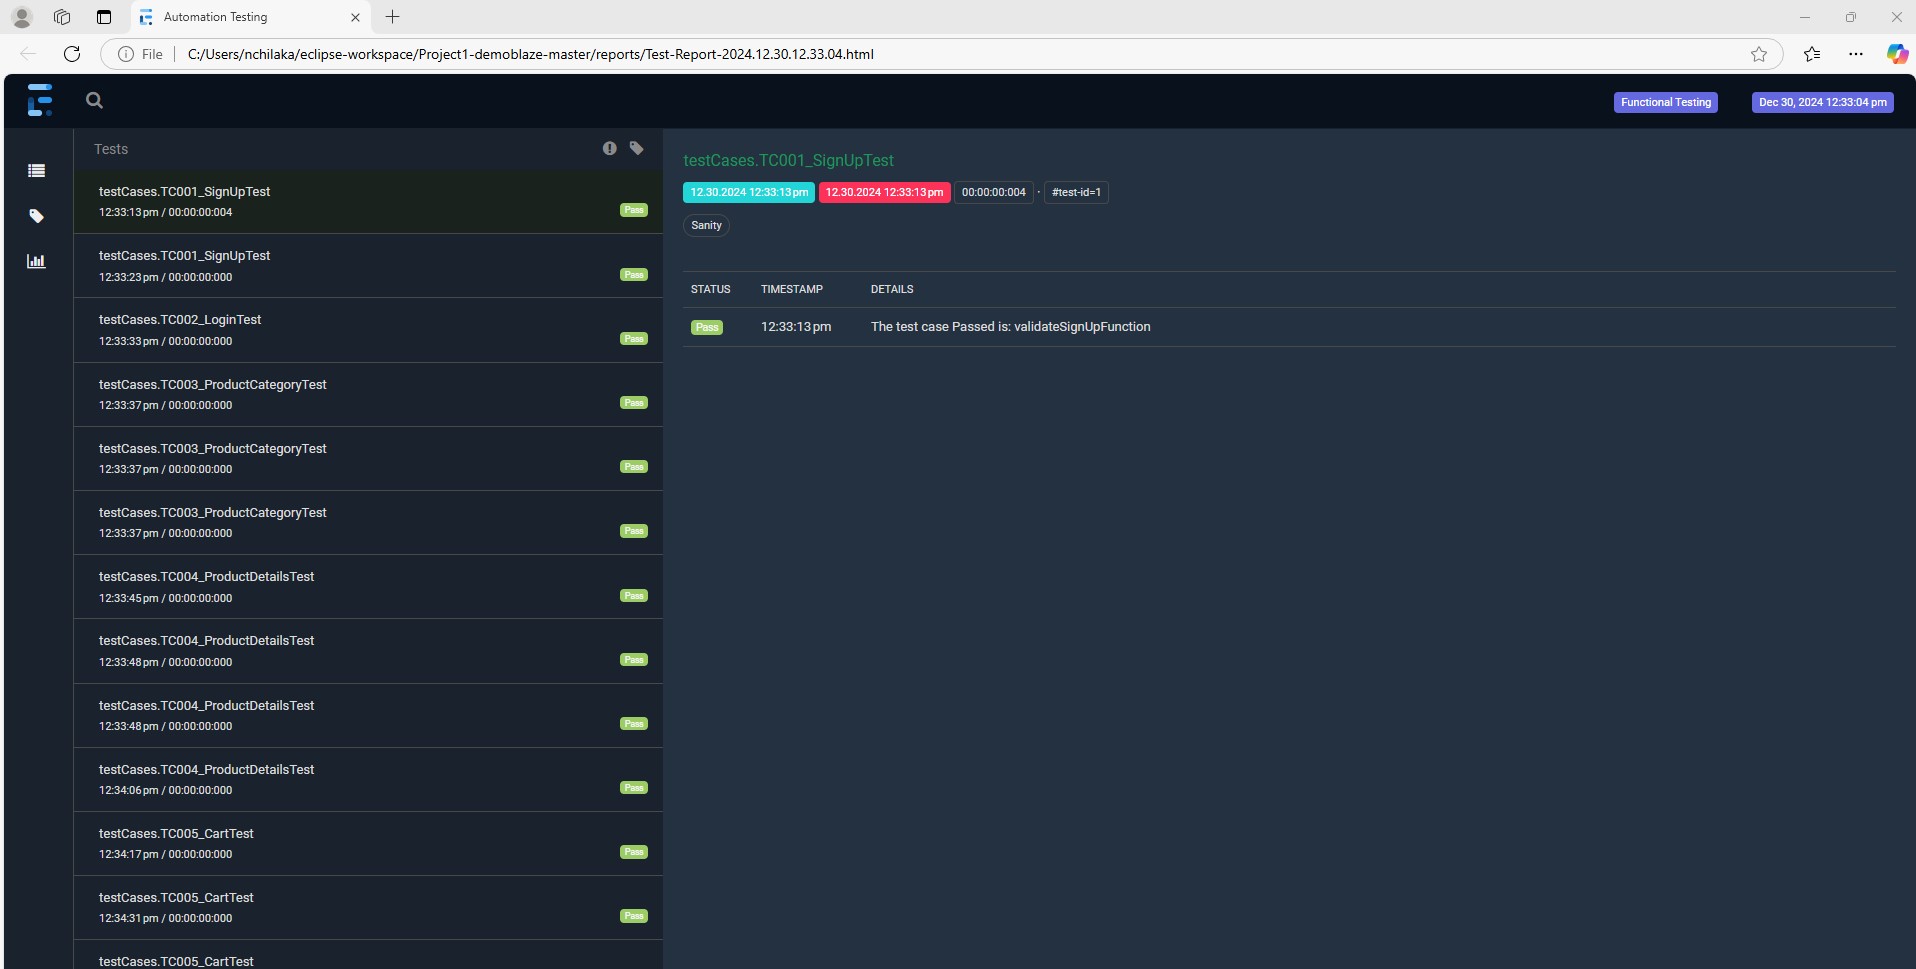 Automation Testing
File
C:/Users/nchilaka/eclipse-workspace/Project1-demoblaze-master/reports/Test-Report-2024.12.30.12.33.04.html
Functional Testing
Dec 30, 2024 12:33:04 pm
Tests
testCases.TC001_SignUpTest
12:33:13 pm / 00:00:00:004
Pass
testCases.TC001_SignUpTest
12:33:23 pm / 00:00:00:000
Pass
testCases.TC002_LoginTest
12:33:33 pm / 00:00:00:000
Pass
testCases.TC003_ProductCategoryTest
12:33:37 pm / 00:00:00:000
Pass
testCases.TC003_ProductCategoryTest
12:33:37 pm / 00:00:00:000
Pass
testCases.TC003_ProductCategoryTest
12:33:37 pm / 00:00:00:000
Pass
testCases.TC004_ProductDetailsTest
12:33:45 pm / 00:00:00:000
Pass
testCases.TC004_ProductDetailsTest
12:33:48 pm / 00:00:00:000
Pass
testCases.TC004_ProductDetailsTest
12:33:48 pm / 00:00:00:000
Pass
testCases.TC004_ProductDetailsTest
12:34:06 pm / 00:00:00:000
Pass
testCases.TC005_CartTest
12:34:17 pm / 00:00:00:000
Pass
testCases.TC005_CartTest
12:34:31 pm / 00:00:00:000
Pass
testCases.TC005_CartTest
testCases.TC001_SignUpTest
12.30.2024 12:33:13 pm 12.30.2024 12:33:13 pm 00:00:00:004 · #test-id=1
Sanity
STATUS TIMESTAMP DETAILS
Pass 12:33:13 pm The test case Passed is: validateSignUpFunction